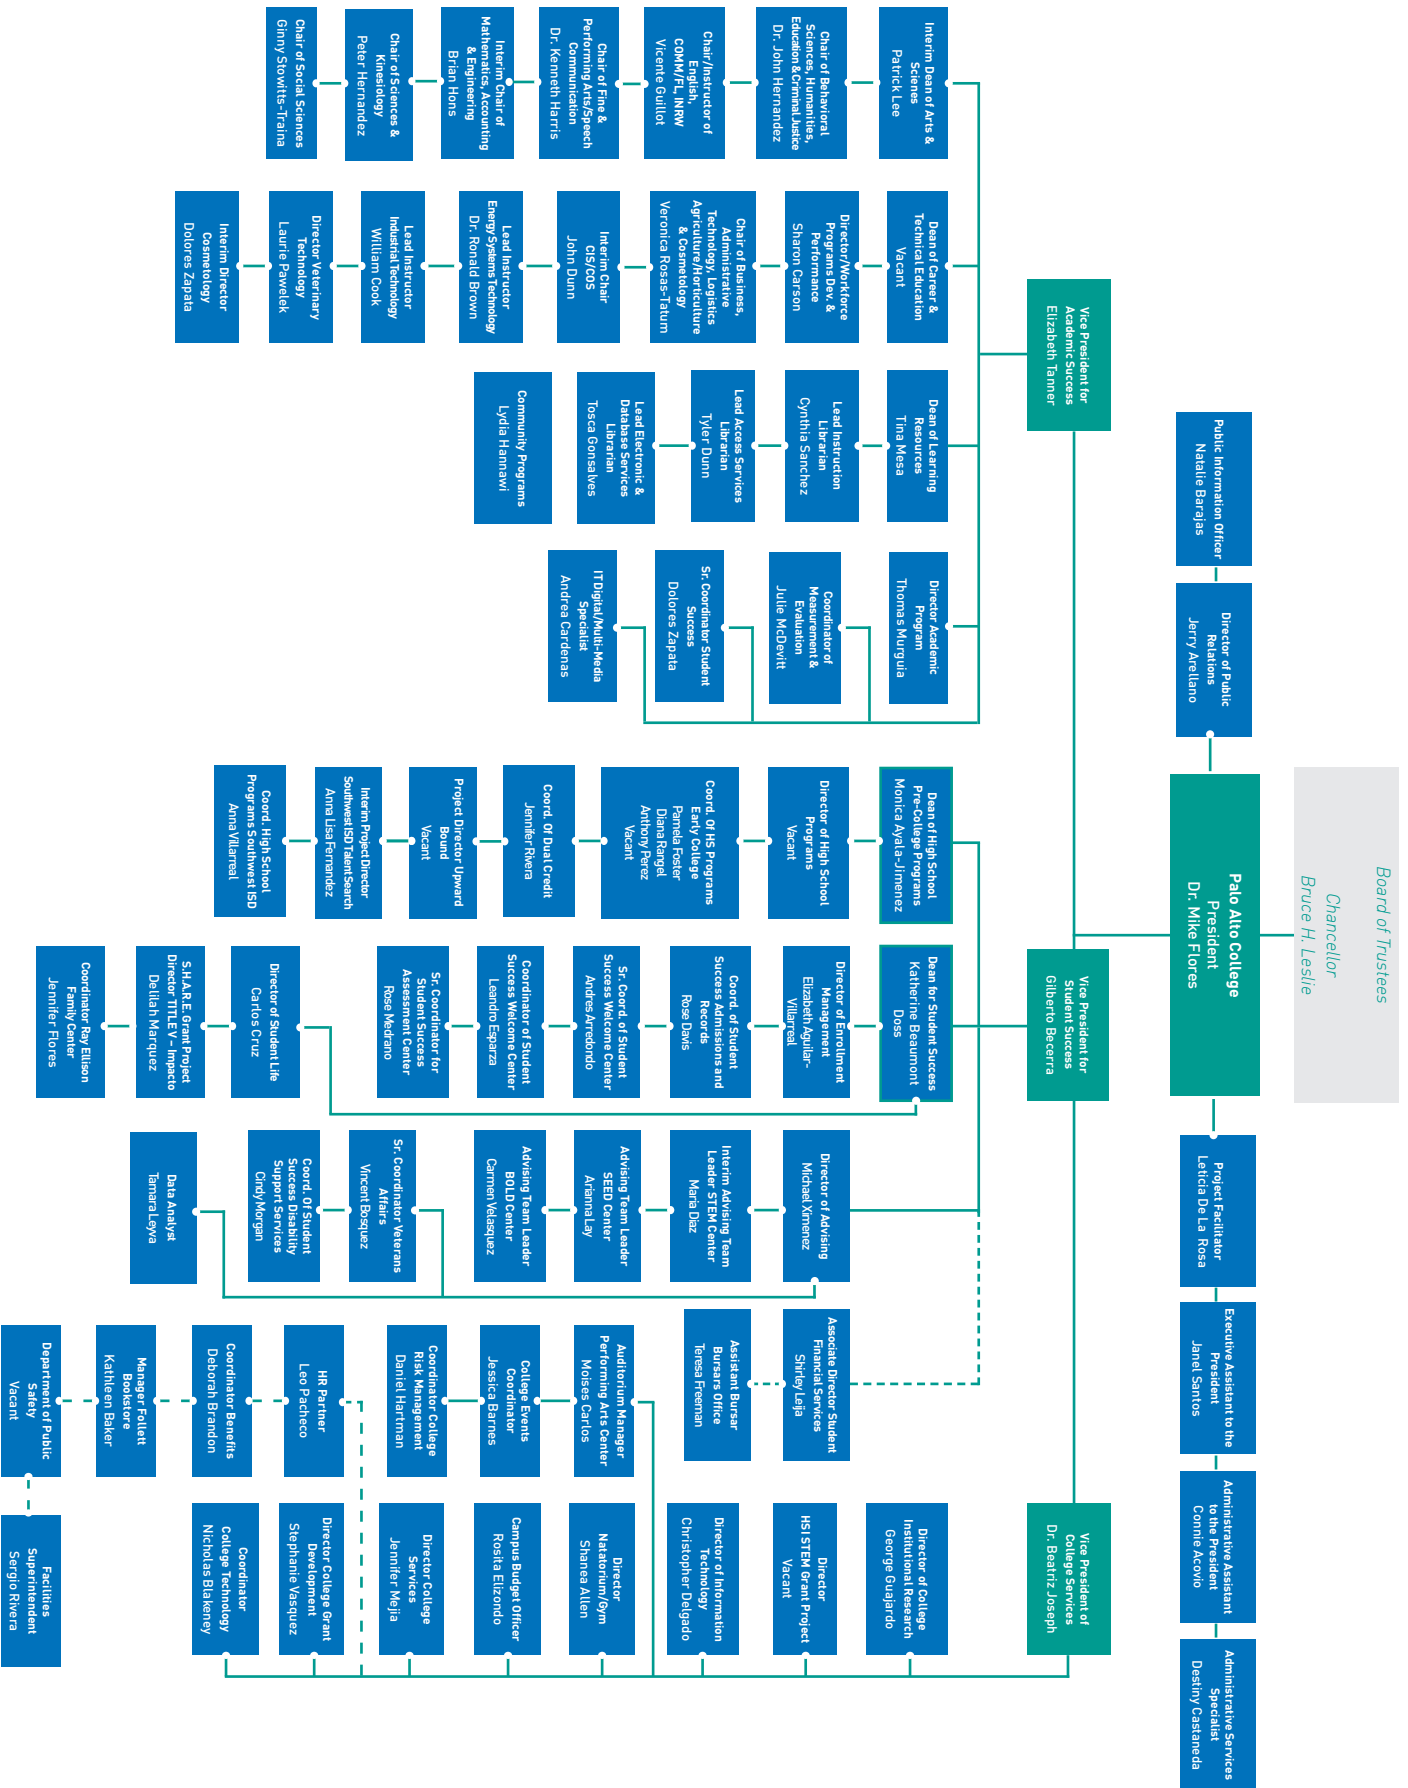 Board of Trustees
Chancellor
Bruce H. Leslie
Palo Alto College
President
Dr. Mike Flores
Public Information Officer
Natalie Barajas
Director of Public
Relations
Jerry Arellano
Project Facilitator
Leticia De La Rosa
Executive Assistant to the
President
Janel Santos
Administrative Assistant
to the President
Connie Acovio
Administrative Services
Specialist
Destiny Castaneda
Vice President for
Academic Success
Elizabeth Tanner
Vice President for
Student Success
Gilberto Becerra
Vice President of
College Services
Dr. Beatriz Joseph
Interim Dean of Arts &
Scienes
Patrick Lee
Chair of Behavioral
Sciences, Humanities,
Education & Criminal Justice
Dr. John Hernandez
Chair/Instructor of
English,
COMM/FL, INRW
Vicente Guillot
Chair of Fine &
Performing Arts/Speech
Communication
Dr. Kenneth Harris
Interim Chair of
Mathematics, Accounting
& Engineering
Brian Hons
Chair of Sciences &
Kinesiology
Peter Hernandez
Chair of Social Sciences
Ginny Stowitts-Traina
Dean of Career &
Technical Education
Vacant
Director/Workforce
Programs Dev. &
Performance
Sharon Carson
Chair of Business,
Administrative
Technology, Logistics
Agriculture/Horticulture
& Cosmetology
Veronica Rosas-Tatum
Interim Chair
CIS/COS
John Dunn
Lead Instructor
Energy Systems Technology
Dr. Ronald Brown
Lead Instructor
Industrial Technology
William Cook
Director Veterinary
Technology
Laurie Pawelek
Interim Director
Cosmetology
Dolores Zapata
Dean of Learning
Resources
Tina Mesa
Lead Instruction
Librarian
Cynthia Sanchez
Lead Access Services
Librarian
Tyler Dunn
Lead Electronic &
Database Services
Librarian
Tosca Gonsalves
Community Programs
Lydia Hannawi
Director Academic
Program
Thomas Murguia
Coordinator of
Measurement &
Evaluation
Julie McDevitt
Sr. Coordinator Student
Success
Dolores Zapata
IT Digital/Multi-Media
Specialist
Andrea Cardenas
Dean of High School
Pre-College Programs
Monica Ayala-Jimenez
Director of High School
Programs
Vacant
Coord. Of HS Programs
Early College
Pamela Foster
Diana Rangel
Anthony Perez
Vacant
Coord. Of Dual Credit
Jennifer Rivera
Project Director Upward
Bound
Vacant
Interim Project Director
Southwest ISD Talent Search
Anna Lisa Fernandez
Coord. High School
Programs Southwest ISD
Anna Villarreal
Dean for Student Success
Katherine Beaumont
Doss
Director of Enrollment
Management
Elizabeth Aguilar-
Villarreal
Coord. of Student
Success Admissions and
Records
Rose Davis
Sr. Coord. of Student
Success Welcome Center
Andres Arredondo
Coordinator of Student
Success Welcome Center
Leandro Esparza
Sr. Coordinator for
Student Success
Assessment Center
Rose Medrano
Director of Student Life
Carlos Cruz
S.H.A.R.E. Grant Project
Director TITLE V – Impacto
Delilah Marquez
Coordinator Ray Ellison
Family Center
Jennifer Flores
Director of Advising
Michael Ximenez
Interim Advising Team
Leader STEM Center
Maria Diaz
Advising Team Leader
SEED Center
Arianna Lay
Advising Team Leader
BOLD Center
Carmen Velasquez
Sr. Coordinator Veterans
Affairs
Vincent Bosquez
Coord. Of Student
Success Disability
Support Services
Cindy Morgan
Data Analyst
Tamara Leyva
Associate Director Student
Financial Services
Shirley Leija
Assistant Bursar
Bursars Office
Teresa Freeman
Auditorium Manager
Performing Arts Center
Moises Carlos
College Events
Coordinator
Jessica Barnes
Coordinator College
Risk Management
Daniel Hartman
HR Partner
Leo Pacheco
Coordinator Benefits
Deborah Brandon
Manager Follett
Bookstore
Kathleen Baker
Department of Public
Safety
Vacant
Director of College
Institutional Research
George Guajardo
Director
HSI STEM Grant Project
Vacant
Director of Information
Technology
Christopher Delgado
Director
Natatorium/Gym
Shanea Allen
Campus Budget Officer
Rosita Elizondo
Director College
Services
Jennifer Mejia
Director College Grant
Development
Stephanie Vasquez
Coordinator
College Technology
Nicholas Blakeney
Facilities
Superintendent
Sergio Rivera